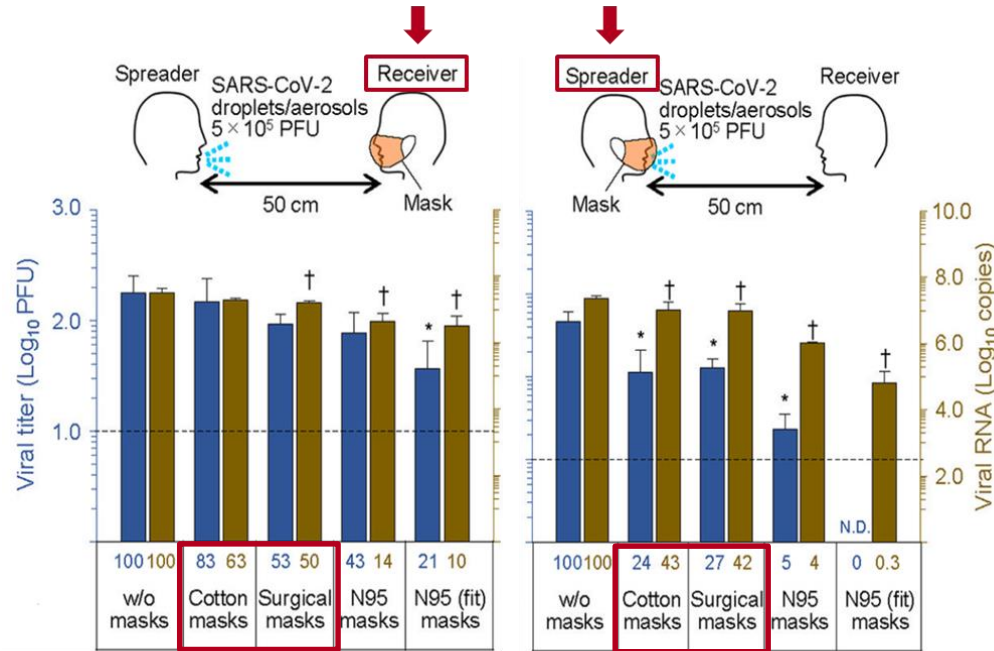 Spreader
SARS-CoV-2
droplets/aerosols
5 × 10⁵ PFU
Receiver
50 cm
Mask
Viral titer (Log₁₀ PFU)
3.0
2.0
1.0
† † † *
100 100 83 63 53 50 43 14 21 10
w/o masks
Cotton masks
Surgical masks
N95 masks
N95 (fit) masks
Spreader
SARS-CoV-2
droplets/aerosols
5 × 10⁵ PFU
Receiver
Mask
50 cm
10.0
8.0
6.0
4.0
2.0
Viral RNA (Log₁₀ copies)
* † * † * † †
N.D.
100 100 24 43 27 42 5 4 0 0.3
w/o masks
Cotton masks
Surgical masks
N95 masks
N95 (fit) masks